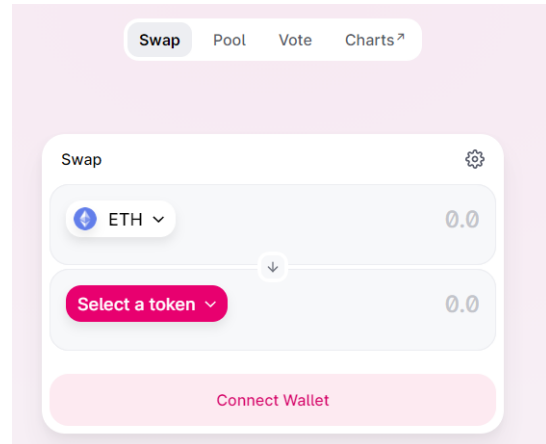 Swap Pool Vote Charts↗
Swap
ETH 0.0
Select a token 0.0
Connect Wallet